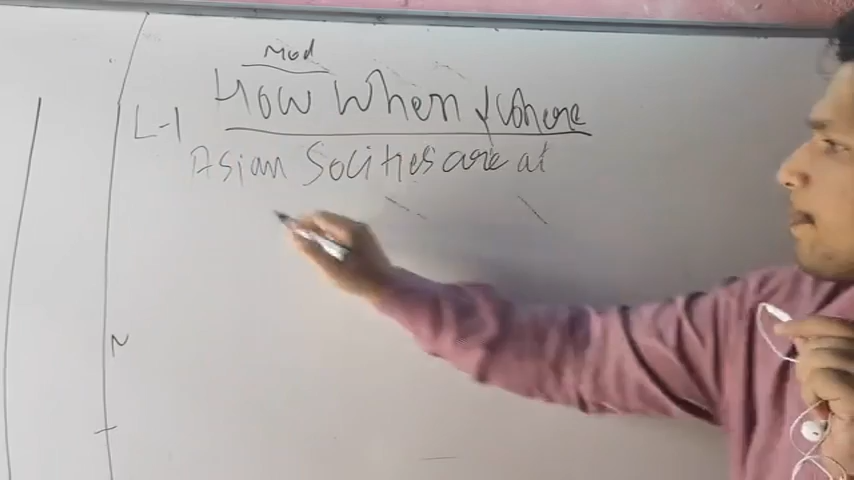 Mod
How When & Where
L-1
Asian Socities are at
N